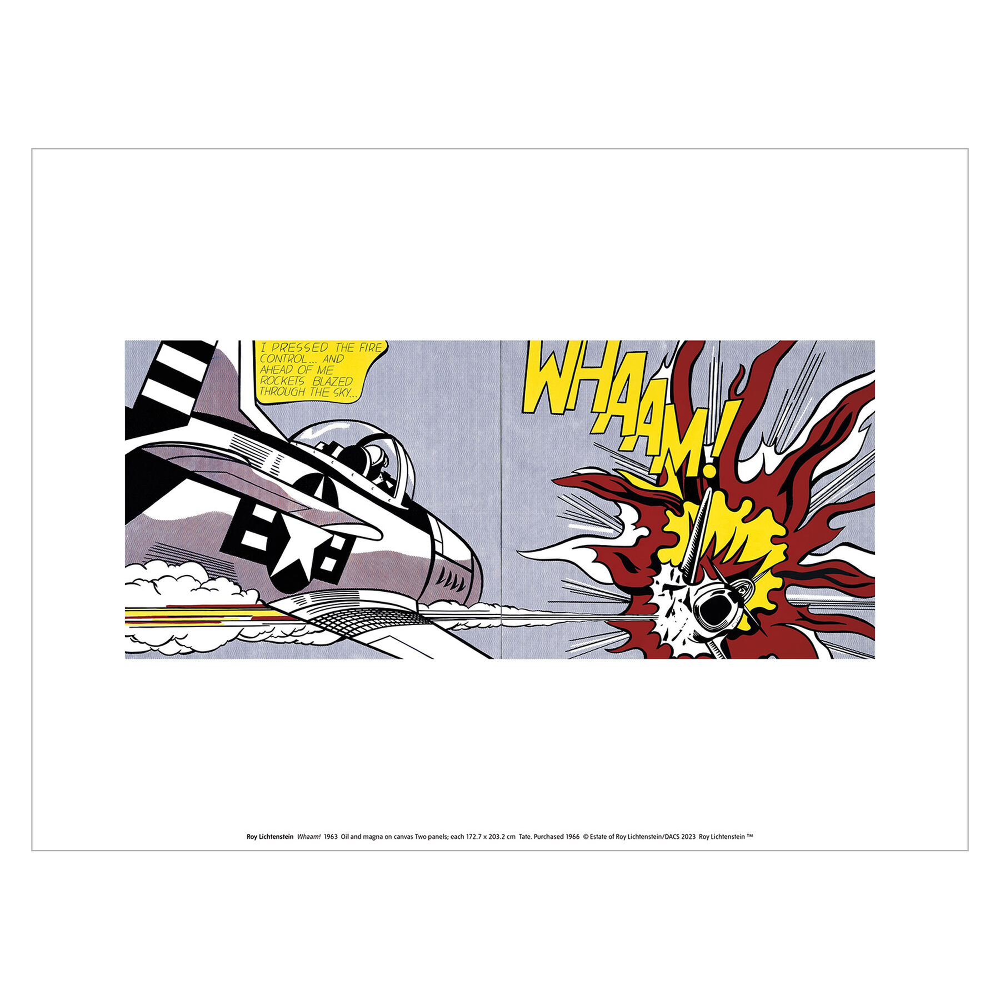 I PRESSED THE FIRE
CONTROL... AND
AHEAD OF ME
ROCKETS BLAZED
THROUGH THE SKY...
WHAAM!
Roy Lichtenstein Whaam! 1963 Oil and magna on canvas Two panels; each 172.7 x 203.2 cm Tate. Purchased 1966 © Estate of Roy Lichtenstein/DACS 2023 Roy Lichtenstein ™